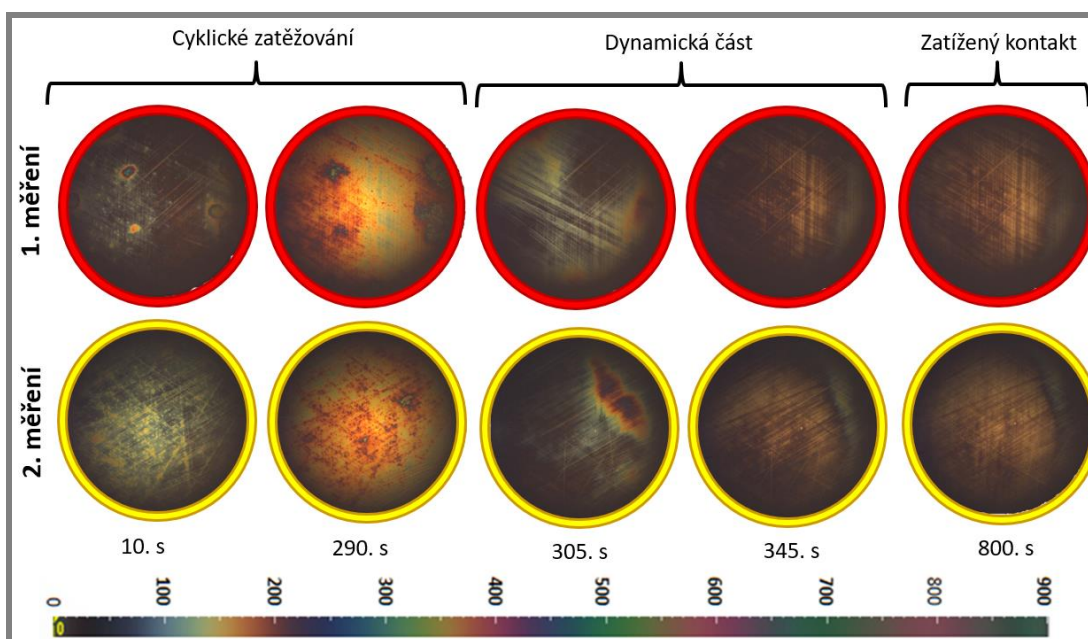 Cyklické zatěžování
Dynamická část
Zatížený kontakt
1. měření
2. měření
10. s
290. s
305. s
345. s
800. s
0
100
200
300
400
500
600
700
800
900
0